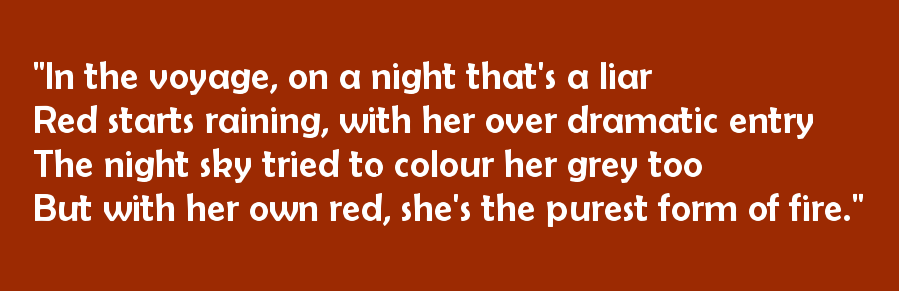 "In the voyage, on a night that's a liar
Red starts raining, with her over dramatic entry
The night sky tried to colour her grey too
But with her own red, she's the purest form of fire."